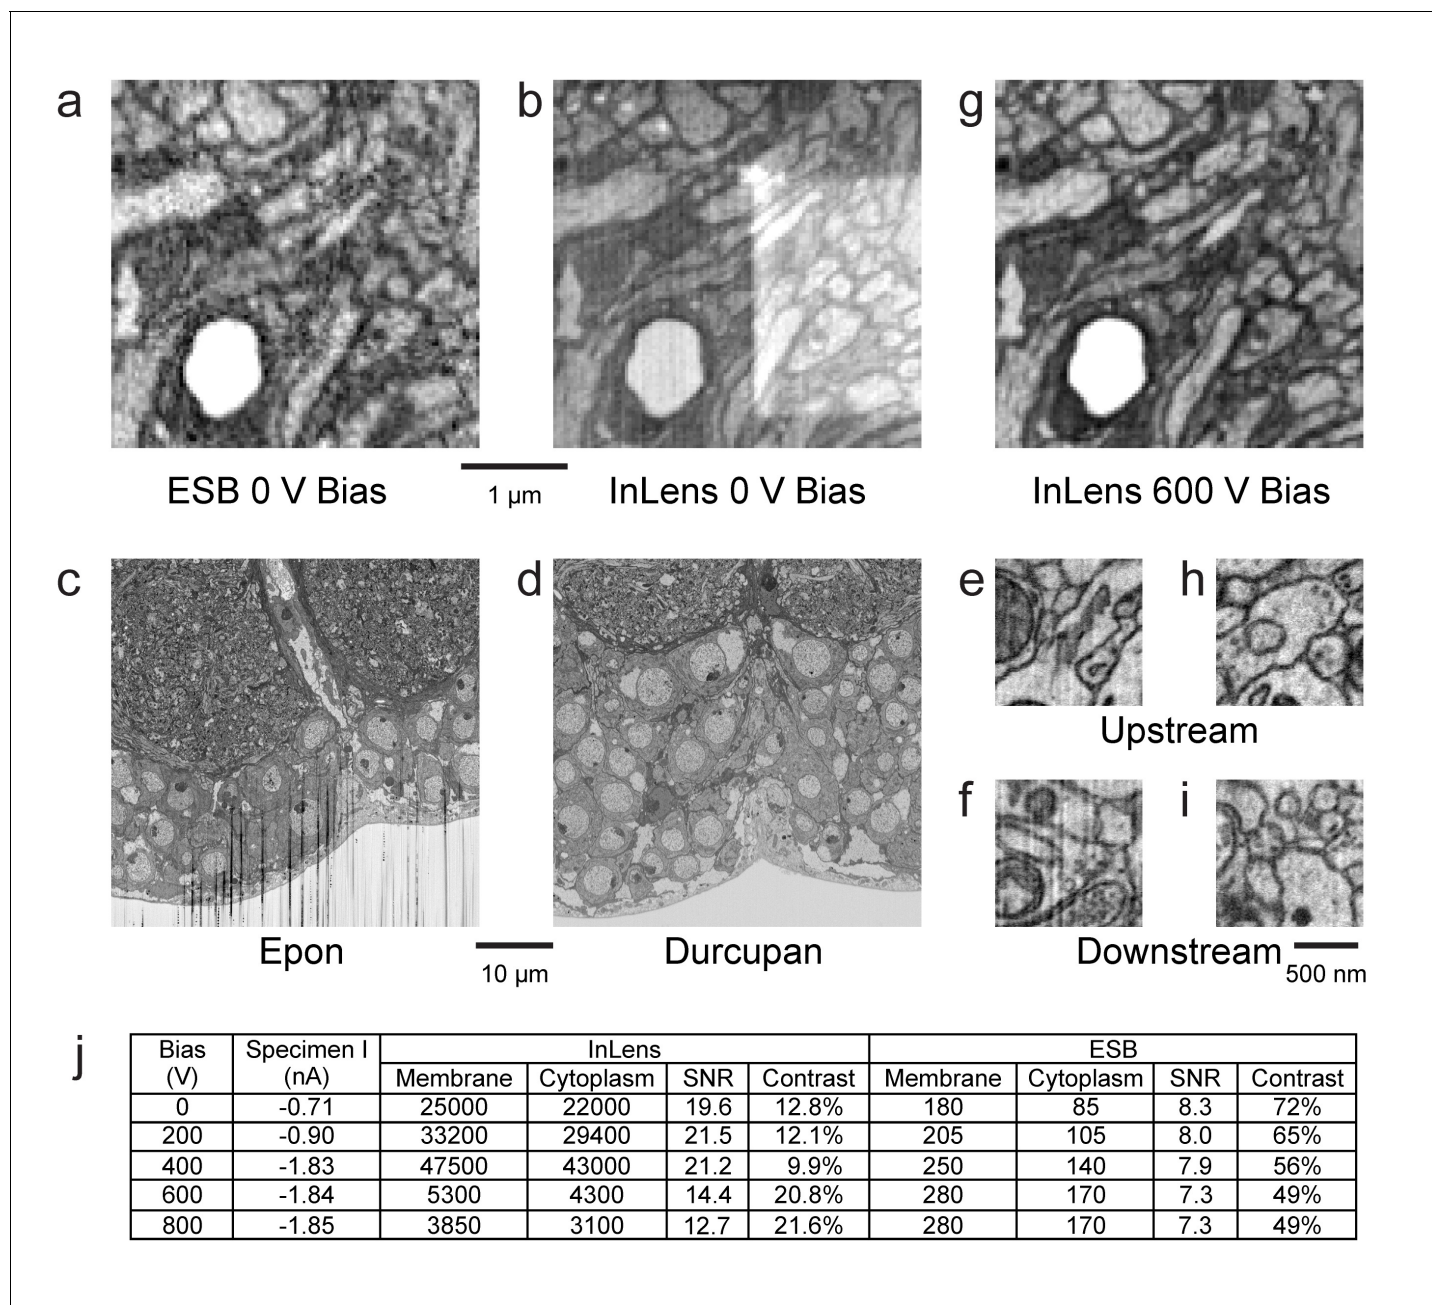 a b g
ESB 0 V Bias 1 µm InLens 0 V Bias InLens 600 V Bias
c d e h
Upstream
f i
Epon 10 µm Durcupan Downstream 500 nm
j
Bias (V) Specimen I (nA) InLens ESB
Membrane Cytoplasm SNR Contrast Membrane Cytoplasm SNR Contrast
0 -0.71 25000 22000 19.6 12.8% 180 85 8.3 72%
200 -0.90 33200 29400 21.5 12.1% 205 105 8.0 65%
400 -1.83 47500 43000 21.2 9.9% 250 140 7.9 56%
600 -1.84 5300 4300 14.4 20.8% 280 170 7.3 49%
800 -1.85 3850 3100 12.7 21.6% 280 170 7.3 49%